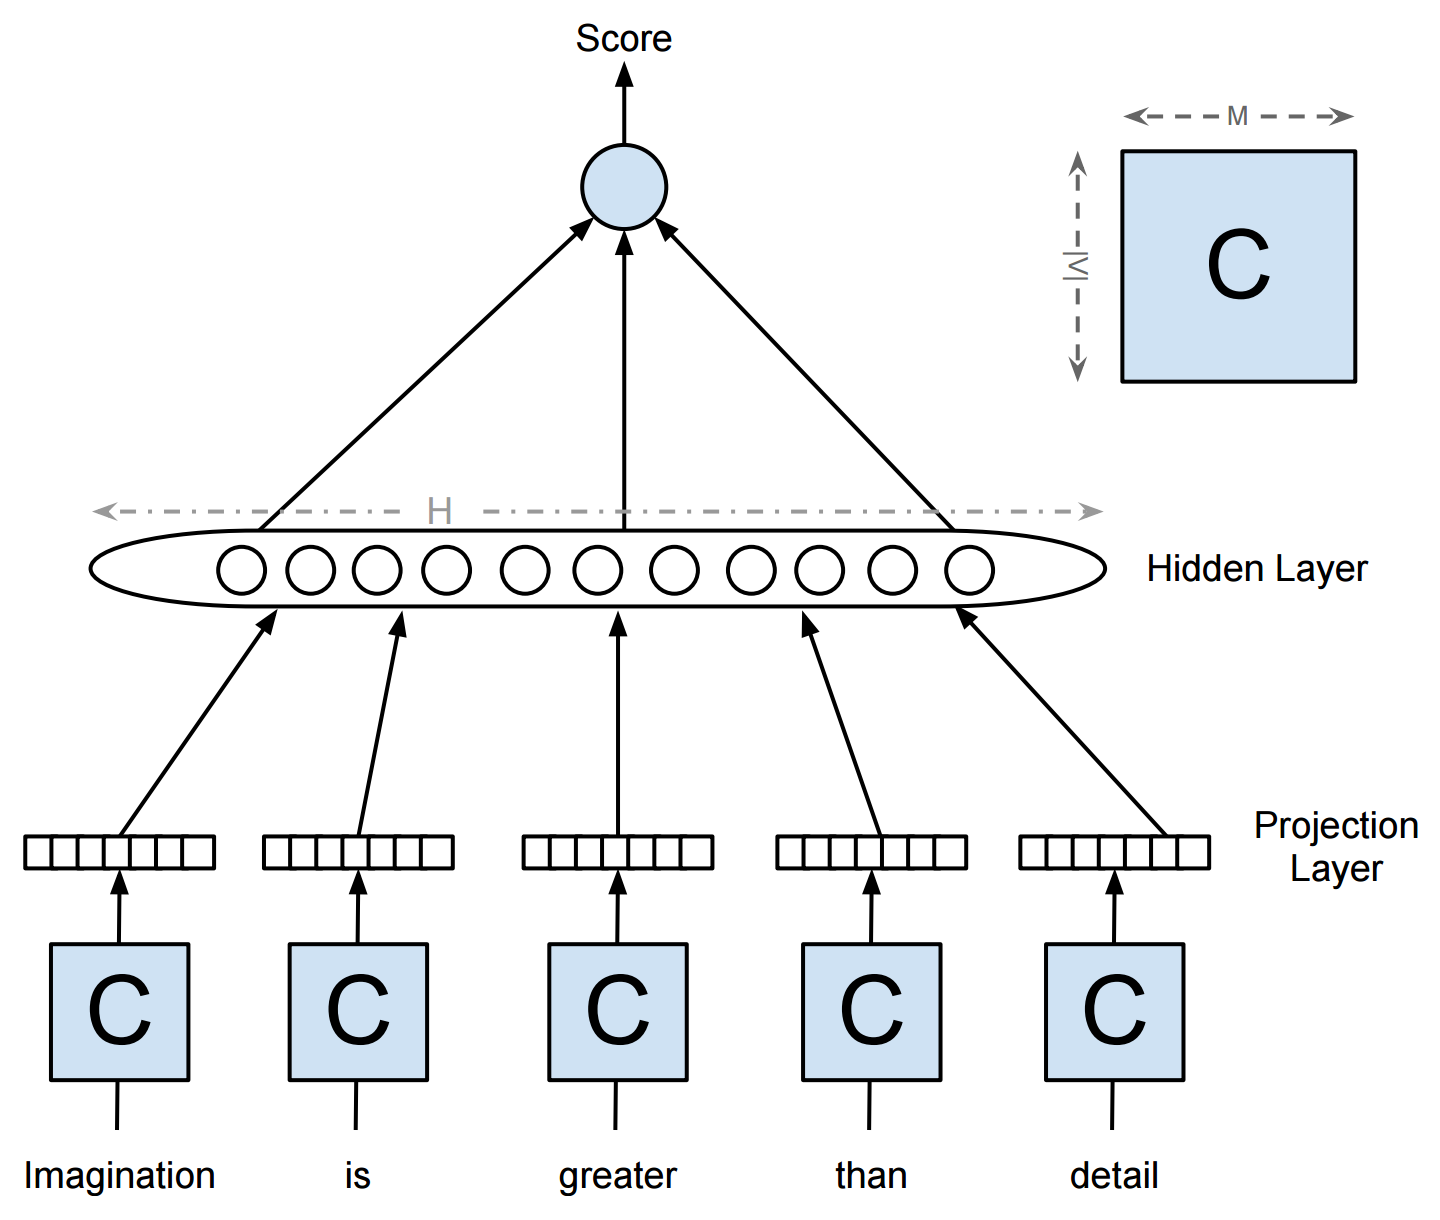 Score
M
|V|
C
H
Hidden Layer
Projection
Layer
C C C C C
Imagination is greater than detail